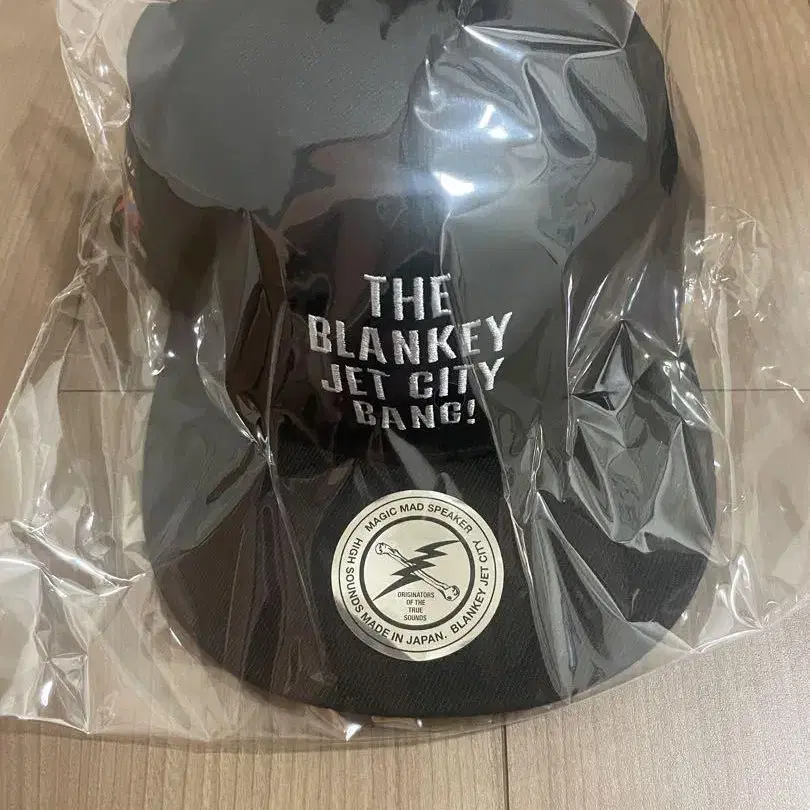 THE
BLANKEY
JET CITY
BANG!
MAGIC MAD SPEAKER
HIGH SOUNDS MADE IN JAPAN. BLANKEY JET CITY
ORIGINATORS
OF THE
TRUE
SOUNDS